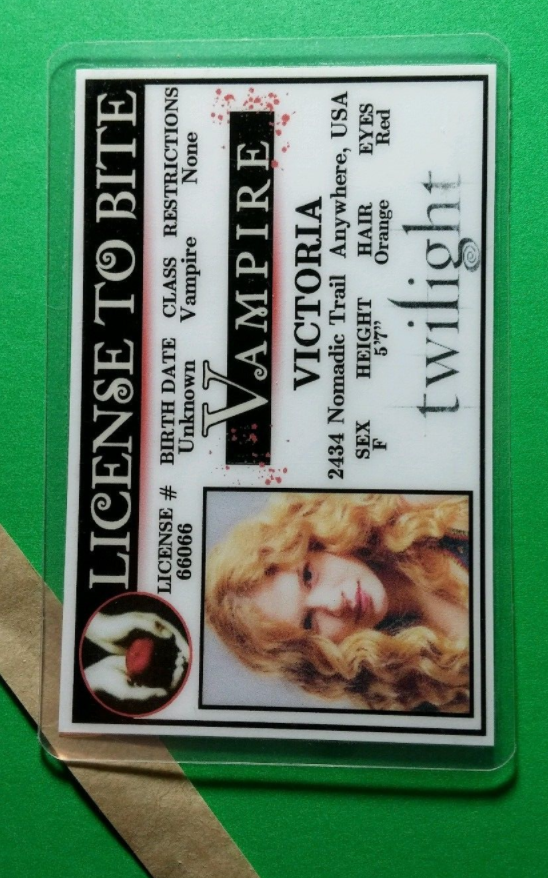 LICENSE TO BITE
LICENSE # BIRTH DATE CLASS RESTRICTIONS
66066 Unknown Vampire None
VAMPIRE
VICTORIA
2434 Nomadic Trail Anywhere, USA
SEX HEIGHT HAIR EYES
F 5'7" Orange Red
twilight